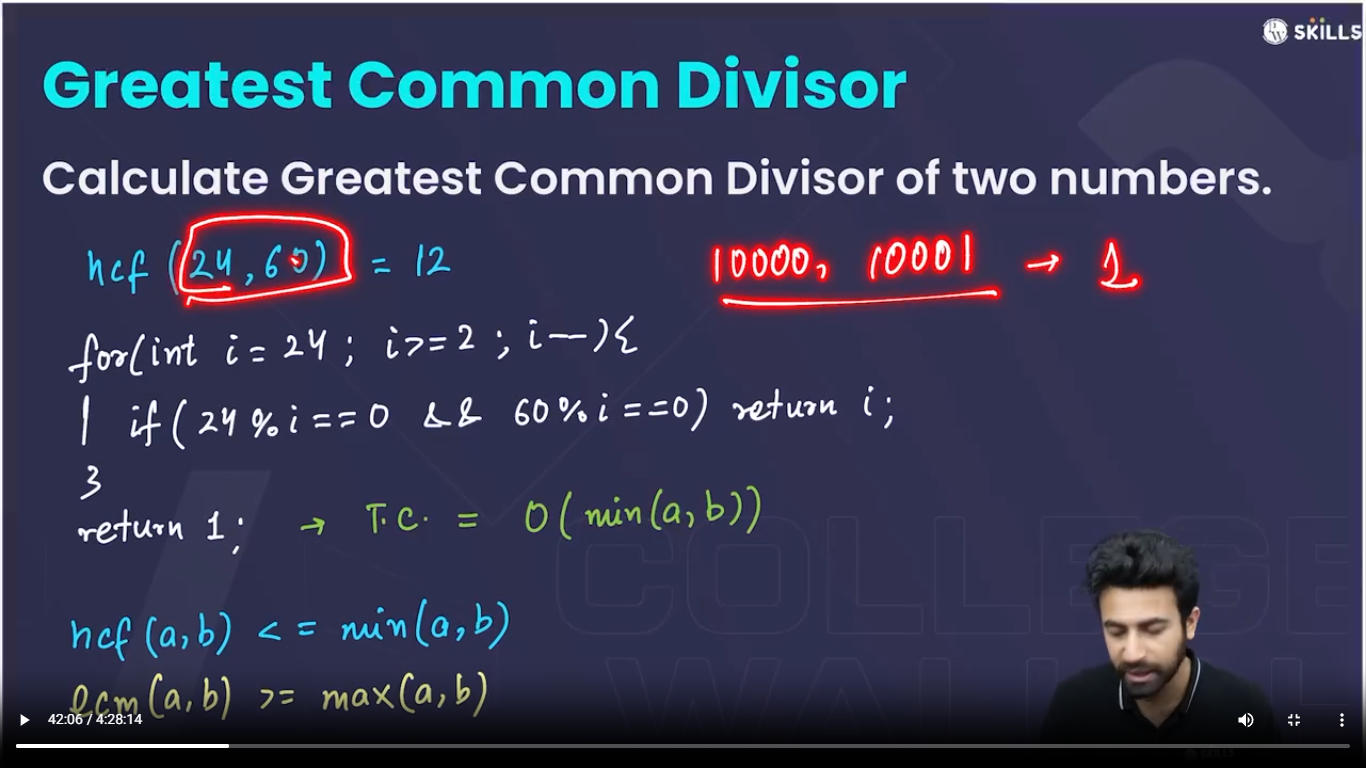 SKILLS
Greatest Common Divisor
Calculate Greatest Common Divisor of two numbers.
hcf (24, 60) = 12
10000, 10001 → 1
for(int i = 24 ; i>=2 ; i--){
if( 24 % i == 0 && 60 % i ==0) return i;
}
return 1; → T.C. = O( min(a, b))
hcf (a, b) <= min(a, b)
lcm(a, b) >= max(a, b)
COLLEGE
42:06 / 4:28:14